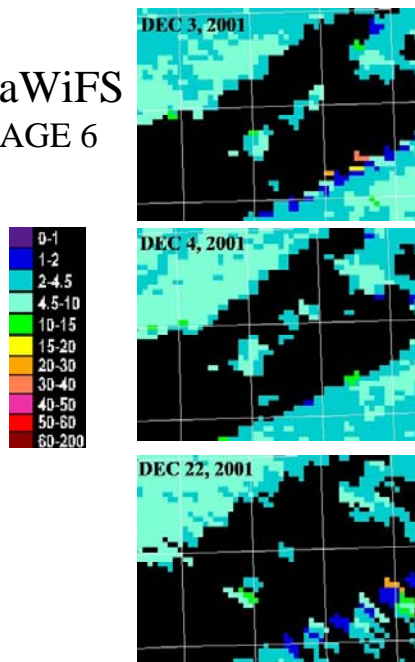 DEC 3, 2001
aWiFS
AGE 6
0-1
1-2
2-4.5
4.5-10
10-15
15-20
20-30
30-40
40-50
50-60
60-200
DEC 4, 2001
DEC 22, 2001